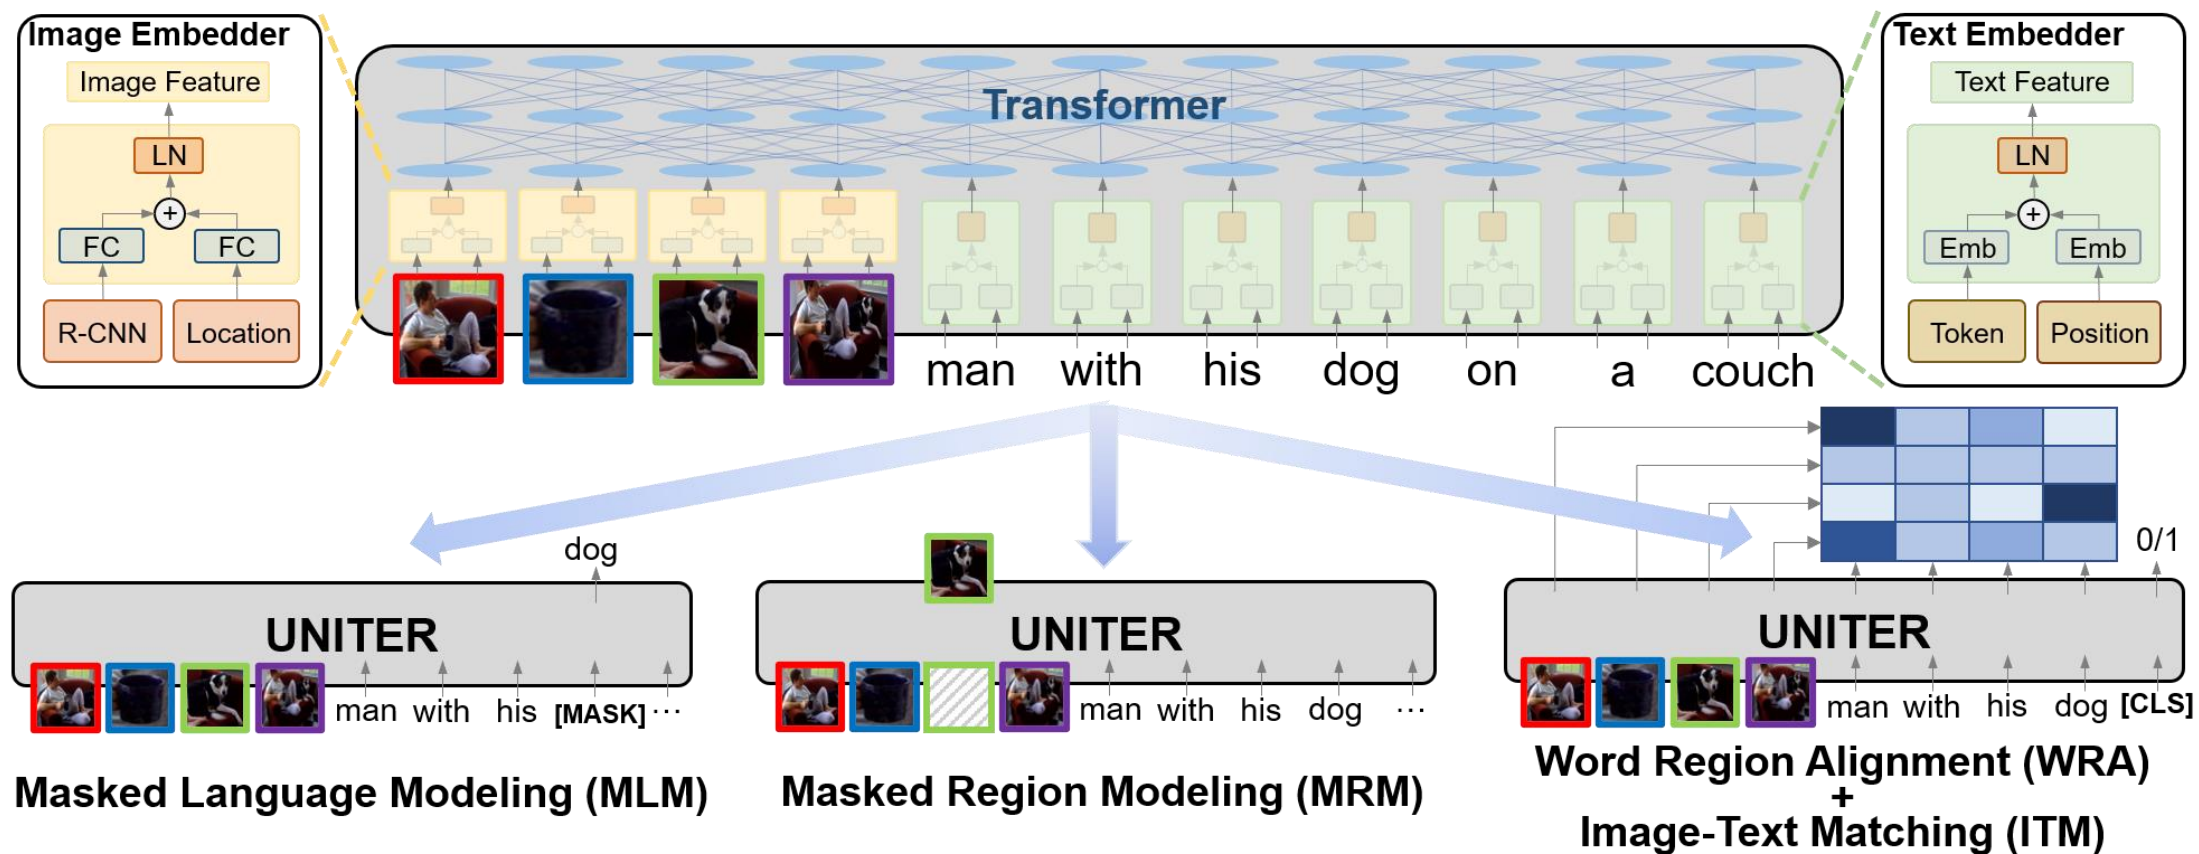 Image Embedder
Image Feature
LN
+
FC FC
R-CNN Location
Transformer
man with his dog on a couch
Text Embedder
Text Feature
LN
+
Emb Emb
Token Position
dog
UNITER
man with his [MASK] ...
Masked Language Modeling (MLM)
UNITER
man with his dog ...
Masked Region Modeling (MRM)
0/1
UNITER
man with his dog [CLS]
Word Region Alignment (WRA)
+
Image-Text Matching (ITM)